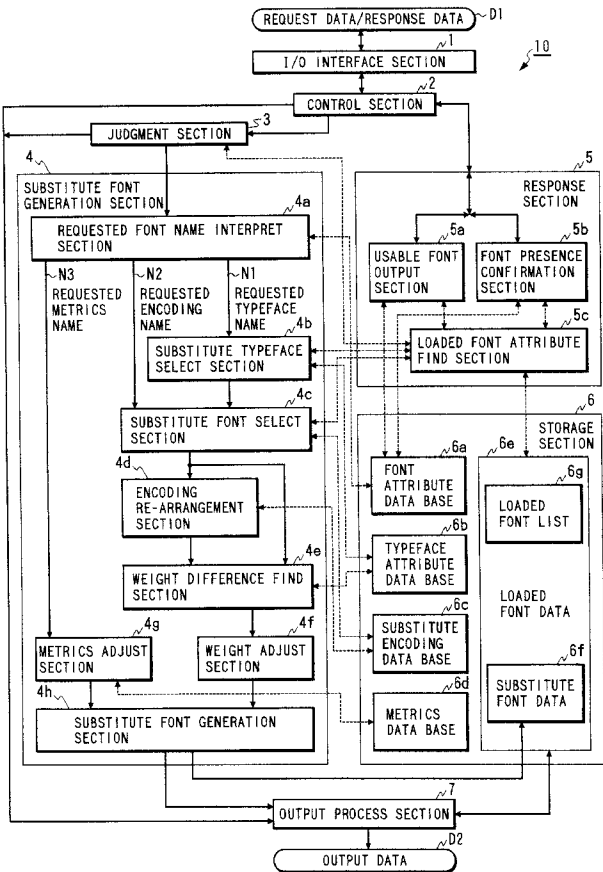 REQUEST DATA/RESPONSE DATA
D1
1
I/O INTERFACE SECTION
10
2
CONTROL SECTION
3
JUDGMENT SECTION
4
SUBSTITUTE FONT
GENERATION SECTION
4a
REQUESTED FONT NAME INTERPRET
SECTION
N3
REQUESTED
METRICS
NAME
N2
REQUESTED
ENCODING
NAME
N1
REQUESTED
TYPEFACE
NAME
4b
SUBSTITUTE TYPEFACE
SELECT SECTION
4c
SUBSTITUTE FONT SELECT
SECTION
4d
ENCODING
RE-ARRANGEMENT
SECTION
4e
WEIGHT DIFFERENCE FIND
SECTION
4g
METRICS ADJUST
SECTION
4f
WEIGHT ADJUST
SECTION
4h
SUBSTITUTE FONT GENERATION
SECTION
5
RESPONSE
SECTION
5a
USABLE FONT
OUTPUT
SECTION
5b
FONT PRESENCE
CONFIRMATION
SECTION
5c
LOADED FONT ATTRIBUTE
FIND SECTION
6
STORAGE
SECTION
6a
FONT
ATTRIBUTE
DATA BASE
6b
TYPEFACE
ATTRIBUTE
DATA BASE
6c
SUBSTITUTE
ENCODING
DATA BASE
6d
METRICS
DATA BASE
6e
6g
LOADED
FONT LIST
LOADED
FONT DATA
6f
SUBSTITUTE
FONT DATA
7
OUTPUT PROCESS SECTION
D2
OUTPUT DATA